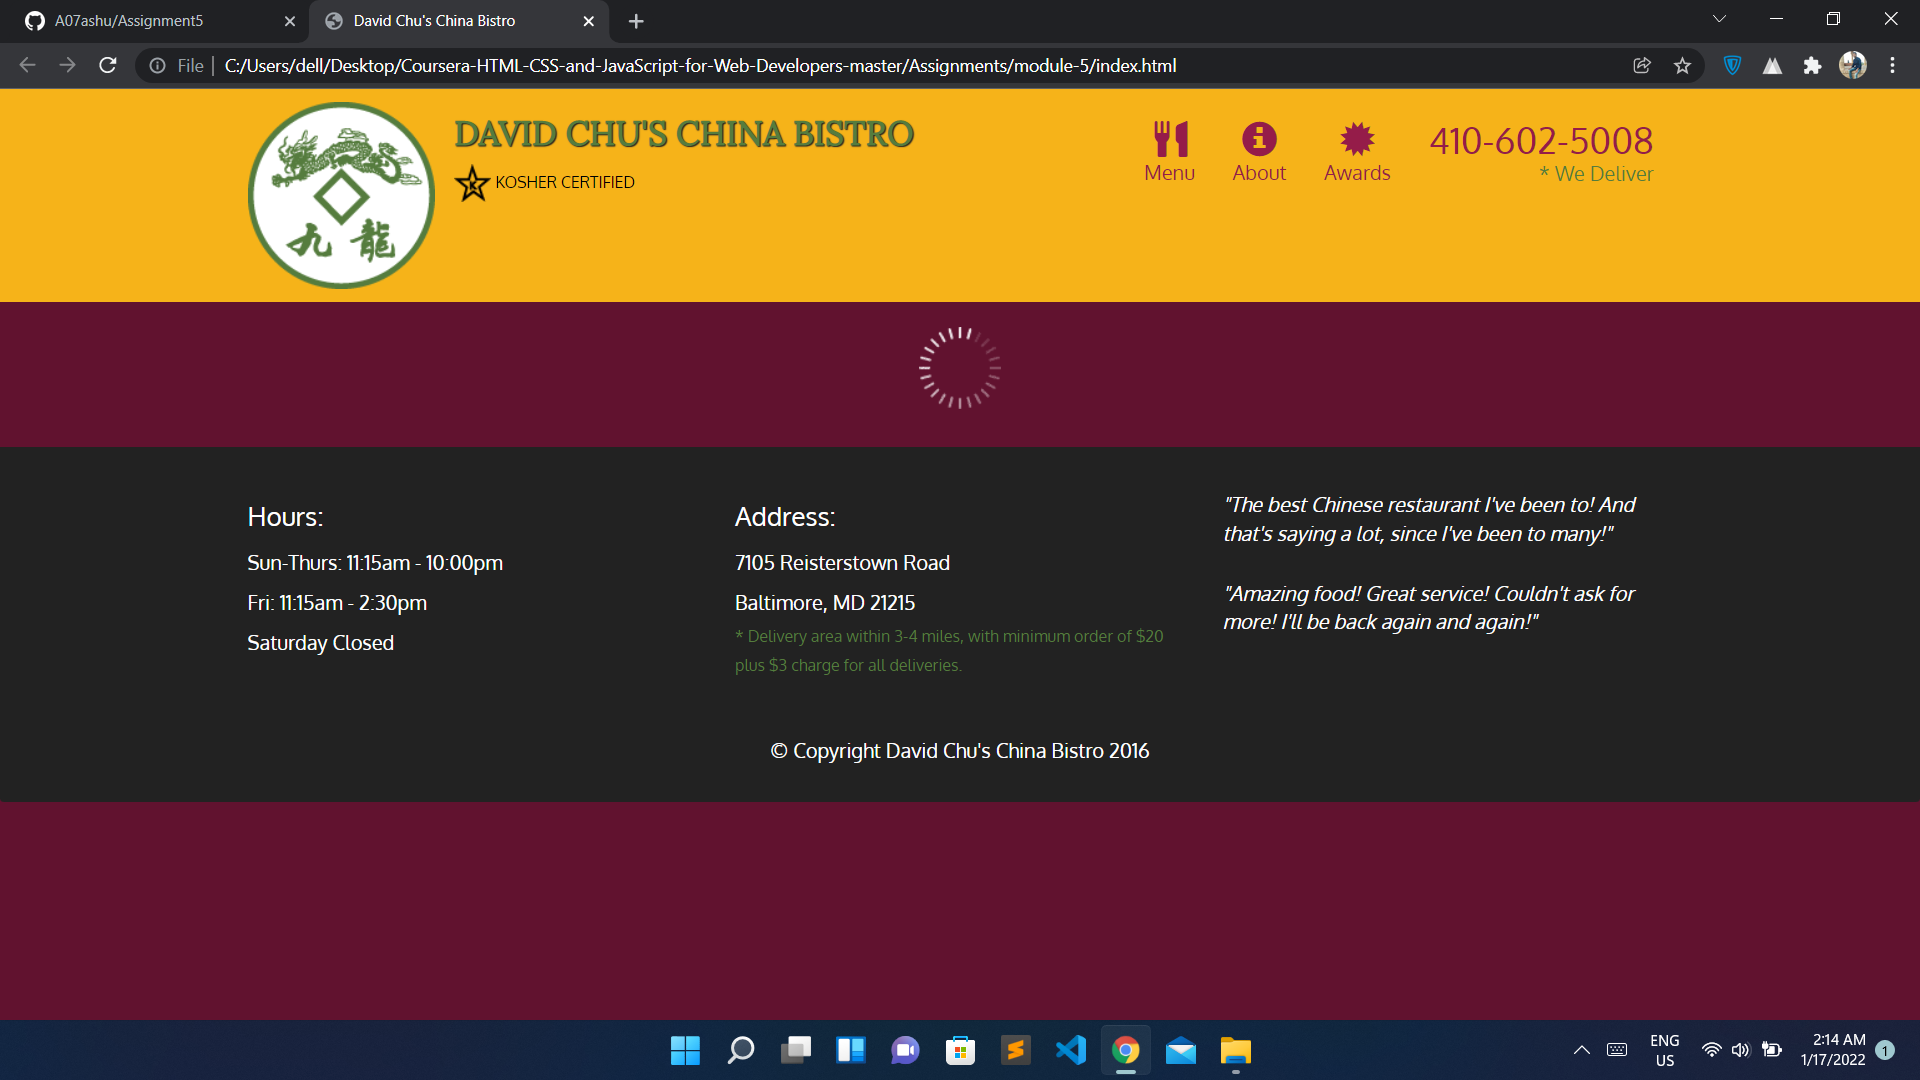 A07ashu/Assignment5
David Chu's China Bistro
File
C:/Users/dell/Desktop/Coursera-HTML-CSS-and-JavaScript-for-Web-Developers-master/Assignments/module-5/index.html
九龍
DAVID CHU'S CHINA BISTRO
K
KOSHER CERTIFIED
Menu
About
Awards
410-602-5008
* We Deliver
Hours:
Sun-Thurs: 11:15am - 10:00pm
Fri: 11:15am - 2:30pm
Saturday Closed
Address:
7105 Reisterstown Road
Baltimore, MD 21215
* Delivery area within 3-4 miles, with minimum order of $20
plus $3 charge for all deliveries.
"The best Chinese restaurant I've been to! And
that's saying a lot, since I've been to many!"
"Amazing food! Great service! Couldn't ask for
more! I'll be back again and again!"
© Copyright David Chu's China Bistro 2016
ENG
US
2:14 AM
1/17/2022
1